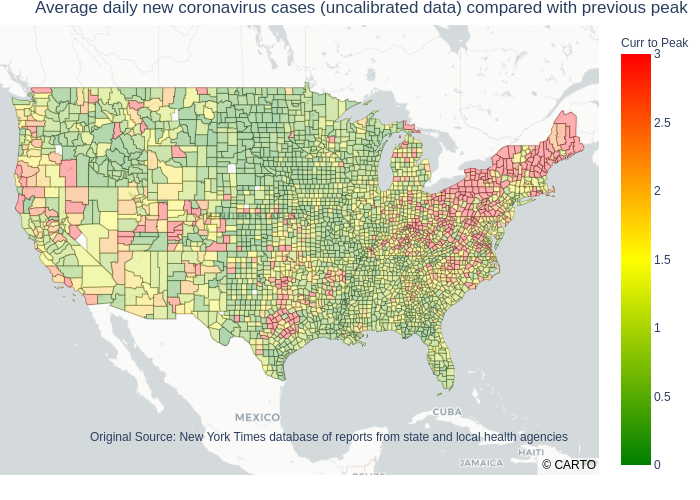 Average daily new coronavirus cases (uncalibrated data) compared with previous peak
Curr to Peak
3
2.5
2
1.5
1
0.5
0
MEXICO
CUBA
Original Source: New York Times database of reports from state and local health agencies
HAITI
JAMAICA
© CARTO
BELIZE